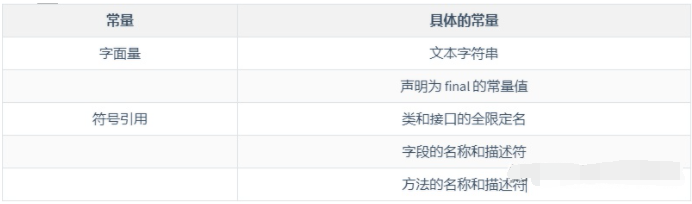 常量 具体的常量
字面量 文本字符串
声明为 final 的常量值
符号引用 类和接口的全限定名
字段的名称和描述符
方法的名称和描述符